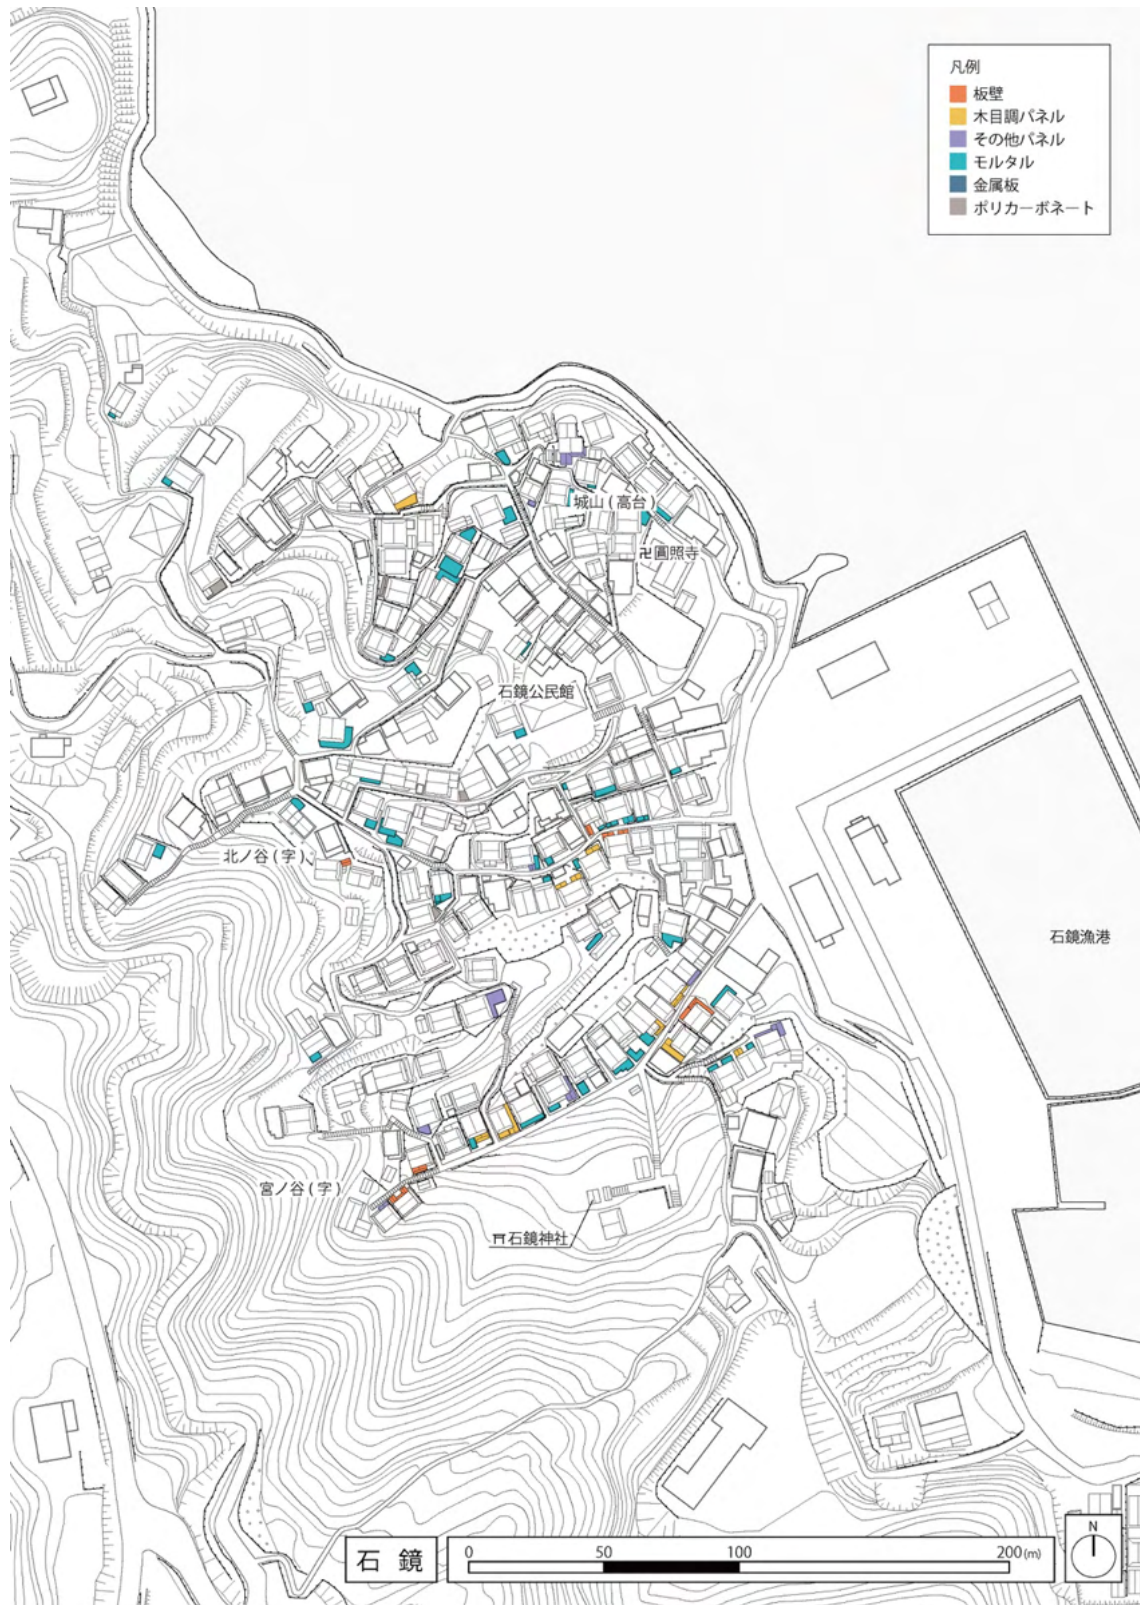 凡例
板壁
木目調パネル
その他パネル
モルタル
金属板
ポリカーボネート
城山(高台)
卍圓照寺
石鏡公民館
北ノ谷(字)
石鏡漁港
宮ノ谷(字)
石鏡神社
石鏡
0 50 100 200(m)
N